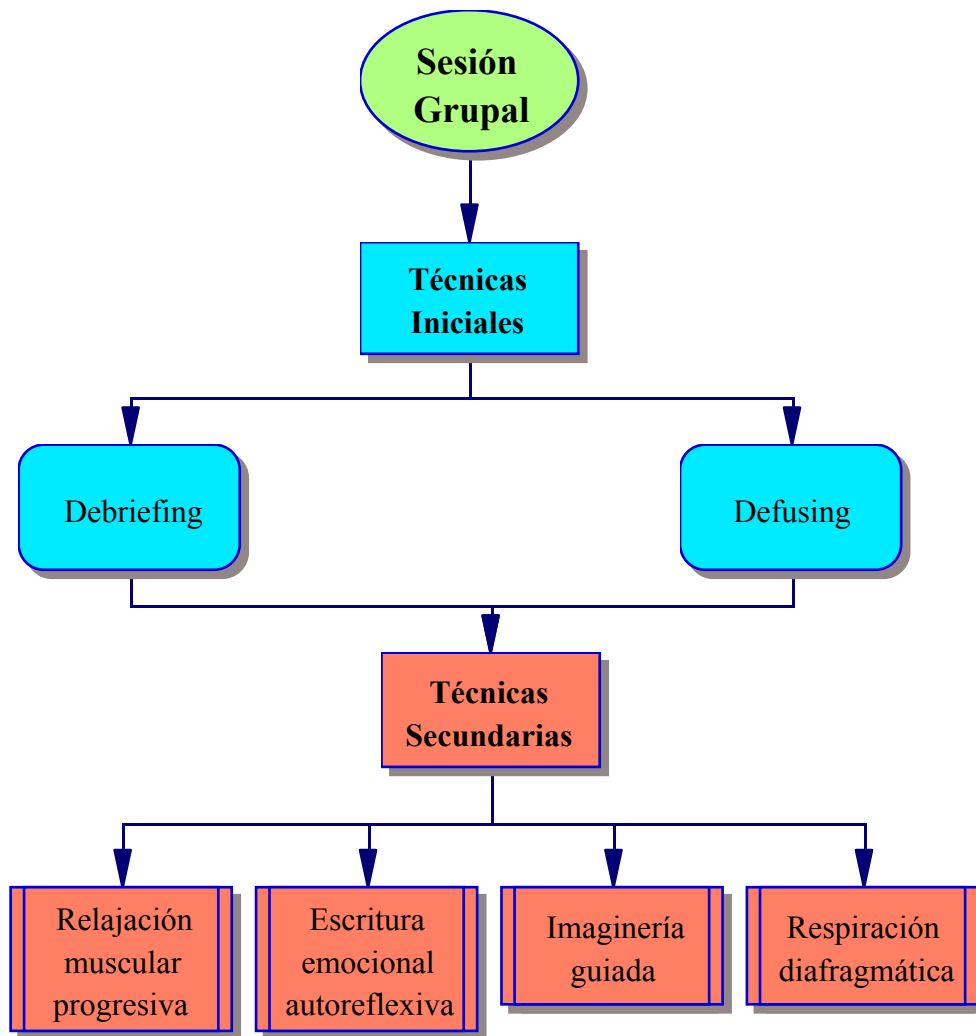 Sesión
Grupal
Técnicas
Iniciales
Debriefing
Defusing
Técnicas
Secundarias
Relajación
muscular
progresiva
Escritura
emocional
autoreflexiva
Imaginería
guiada
Respiración
diafragmática